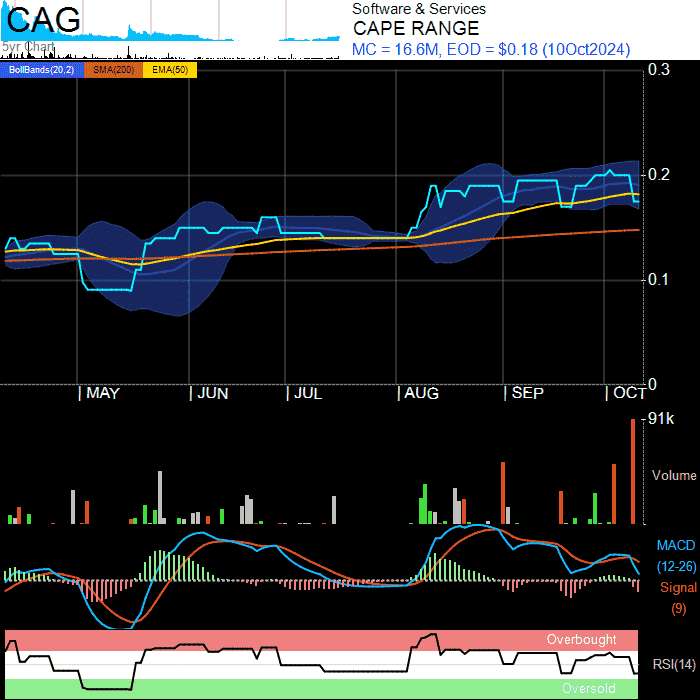 CAG
5yr Chart
Software & Services
CAPE RANGE
MC = 16.6M, EOD = $0.18 (10Oct2024)
BollBands(20,2) SMA(200) EMA(50)
0.3
0.2
0.1
0
| MAY | JUN | JUL | AUG | SEP | OCT
91k
Volume
MACD
(12-26)
Signal
(9)
Overbought
RSI(14)
Oversold